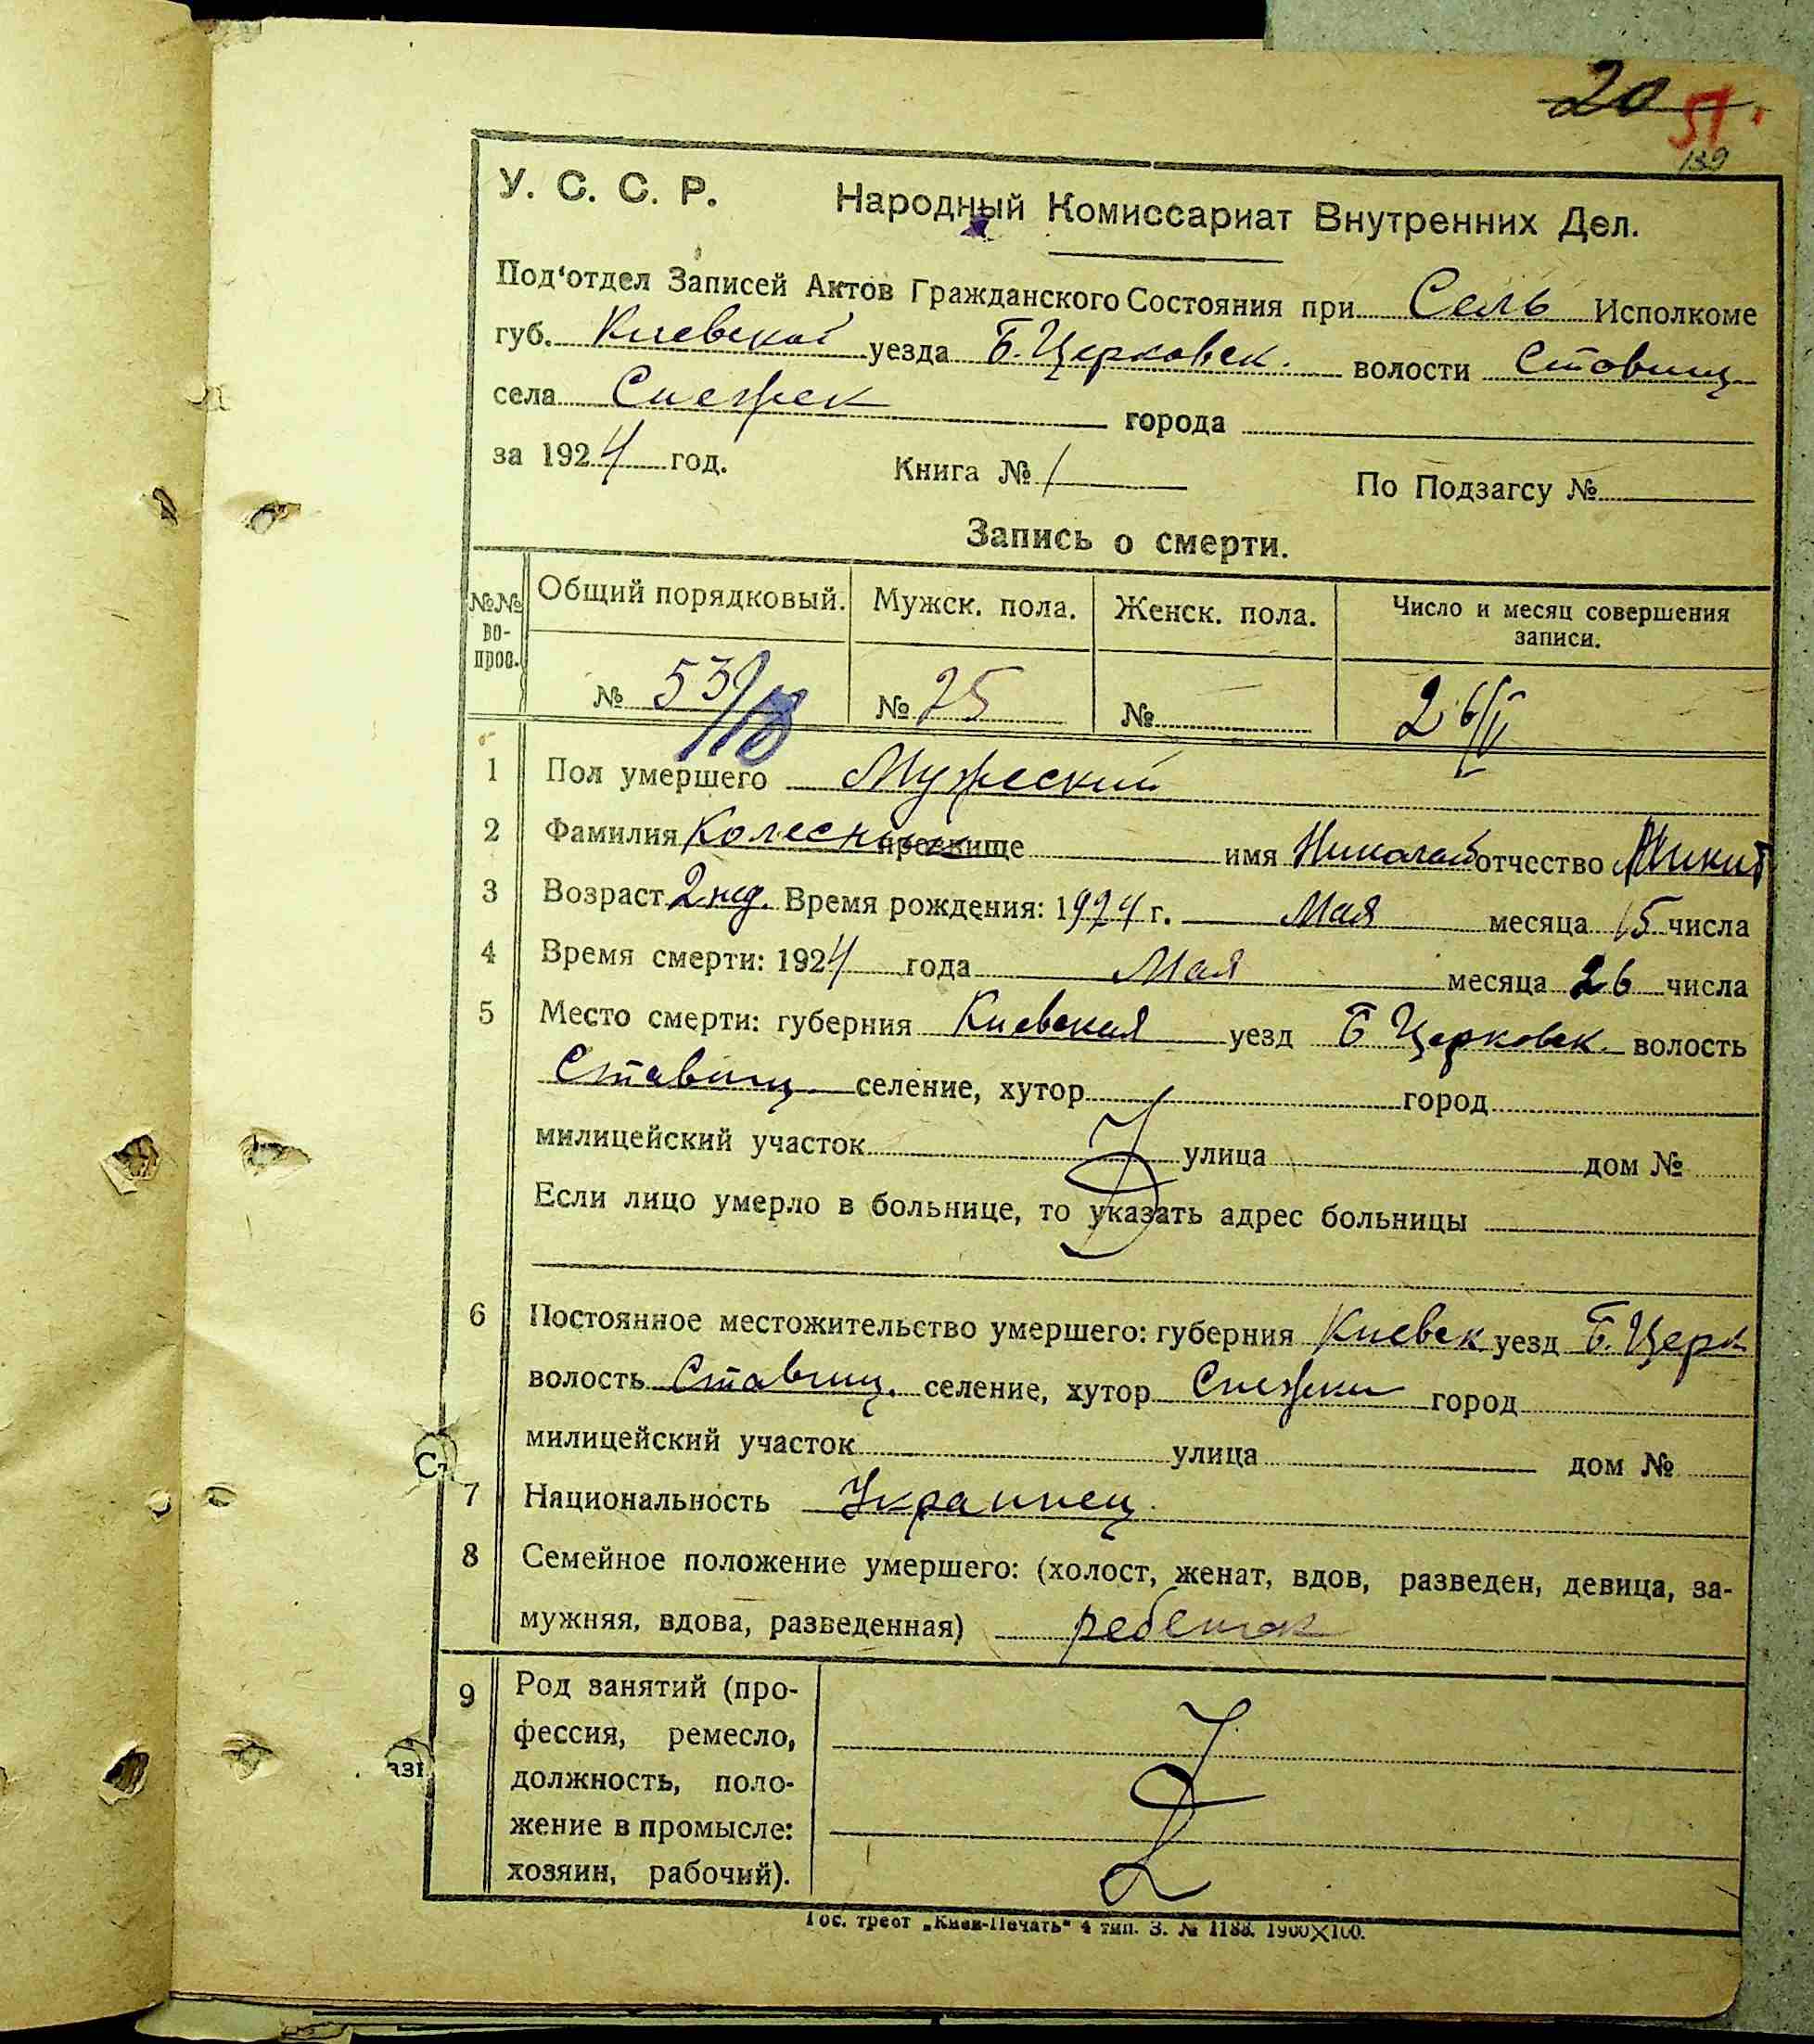 20 51.
139
У. С. С. Р. Народный Комиссариат Внутренних Дел.
Под'отдел Записей Актов Гражданского Состояния при Сель Исполкоме
губ. Киевской уезда Б. Церковск. волости Ставищ
села Снежек города
за 1924 год. Книга № 1 По Подзагсу №
Запись о смерти.
№№ вопрос. Общий порядковый. Мужск. пола. Женск. пола. Число и месяц совершения записи.
№ 53/ № 25 № 26/V
1 Пол умершего Мужеский
2 Фамилия Колесник прозвище имя Николай отчество Микит
3 Возраст 2 нед. Время рождения: 1924 г. Мая месяца 15 числа
4 Время смерти: 1924 года Мая месяца 26 числа
5 Место смерти: губерния Киевская уезд Б Церковск. волость
Ставищ. селение, хутор город
милицейский участок улица дом №
Если лицо умерло в больнице, то указать адрес больницы
6 Постоянное местожительство умершего: губерния Киевск уезд Б. Церк
волость Ставищ. селение, хутор Снежки город
милицейский участок улица дом №
7 Национальность Украинец.
8 Семейное положение умершего: (холост, женат, вдов, разведен, девица, за-
мужняя, вдова, разведенная) ребенок
9 Род занятий (про-
фессия, ремесло,
должность, поло-
жение в промысле:
хозяин, рабочий).
Гос. трест „Киев-Печать“ 4 тип. З. № 1188. 1900×100.